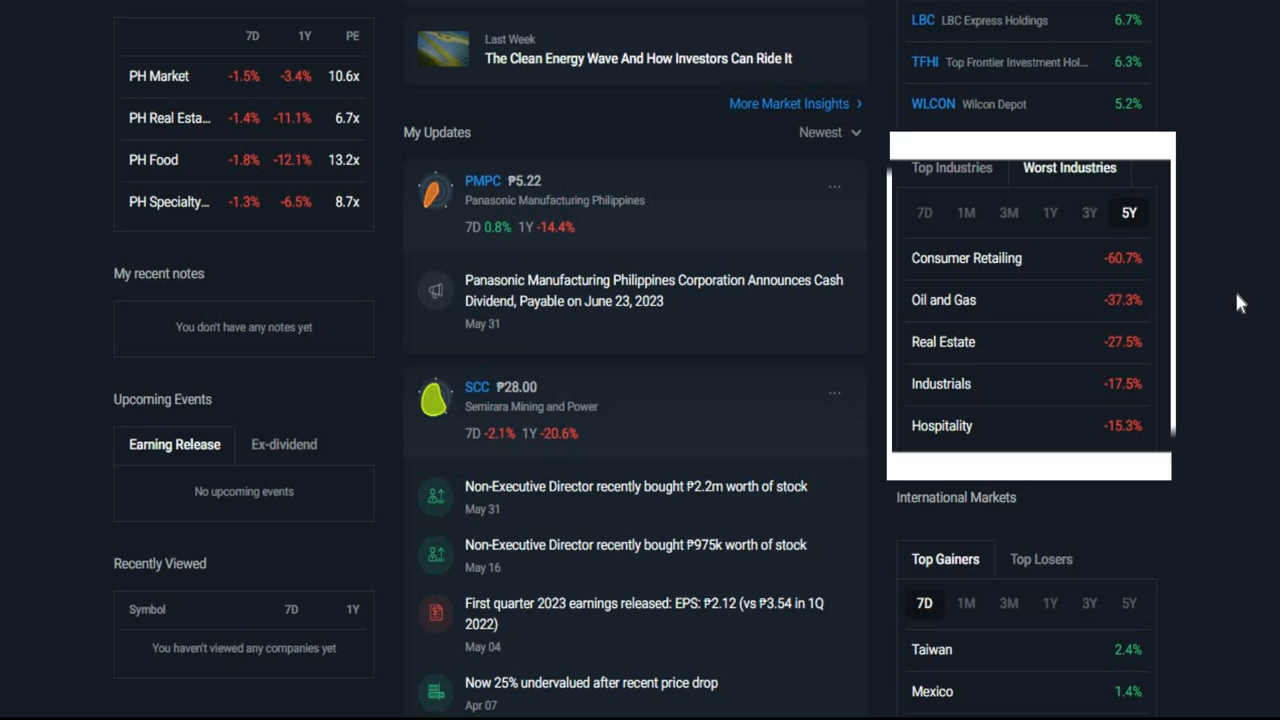 7D 1Y PE
PH Market -1.5% -3.4% 10.6x
PH Real Esta... -1.4% -11.1% 6.7x
PH Food -1.8% -12.1% 13.2x
PH Specialty... -1.3% -6.5% 8.7x
My recent notes
You don't have any notes yet
Upcoming Events
Earning Release Ex-dividend
No upcoming events
Recently Viewed
Symbol 7D 1Y
You haven't viewed any companies yet
Last Week
The Clean Energy Wave And How Investors Can Ride It
More Market Insights
My Updates Newest
PMPC ₱5.22
Panasonic Manufacturing Philippines
7D 0.8% 1Y -14.4%
Panasonic Manufacturing Philippines Corporation Announces Cash
Dividend, Payable on June 23, 2023
May 31
SCC ₱28.00
Semirara Mining and Power
7D -2.1% 1Y -20.6%
Non-Executive Director recently bought ₱2.2m worth of stock
May 31
Non-Executive Director recently bought ₱975k worth of stock
May 16
First quarter 2023 earnings released: EPS: ₱2.12 (vs ₱3.54 in 1Q
2022)
May 04
Now 25% undervalued after recent price drop
Apr 07
LBC LBC Express Holdings 6.7%
TFHI Top Frontier Investment Hol... 6.3%
WLCON Wilcon Depot 5.2%
Top Industries Worst Industries
7D 1M 3M 1Y 3Y 5Y
Consumer Retailing -60.7%
Oil and Gas -37.3%
Real Estate -27.5%
Industrials -17.5%
Hospitality -15.3%
International Markets
Top Gainers Top Losers
7D 1M 3M 1Y 3Y 5Y
Taiwan 2.4%
Mexico 1.4%